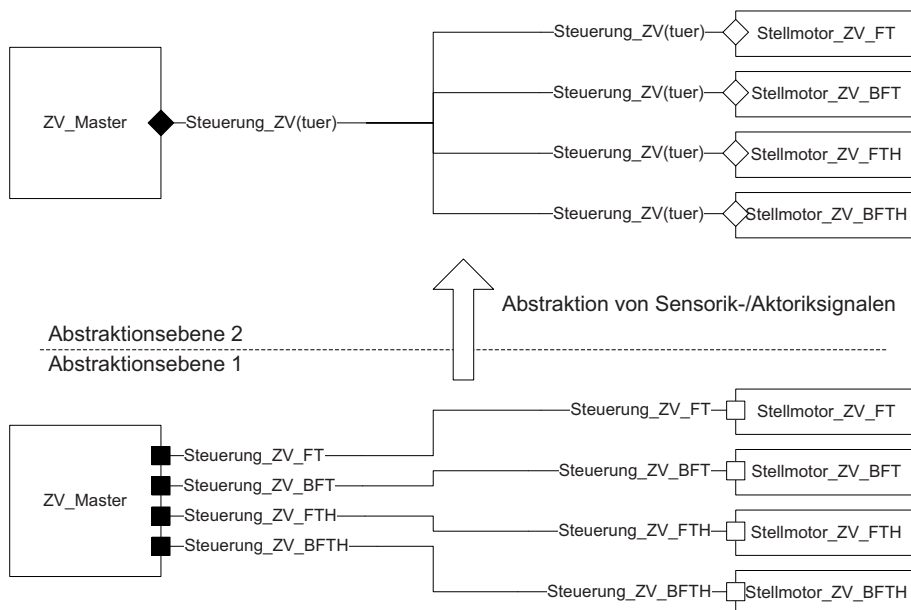 Steuerung_ZV(tuer)
Stellmotor_ZV_FT
Steuerung_ZV(tuer)
Stellmotor_ZV_BFT
ZV_Master
Steuerung_ZV(tuer)
Steuerung_ZV(tuer)
Stellmotor_ZV_FTH
Steuerung_ZV(tuer)
Stellmotor_ZV_BFTH
Abstraktion von Sensorik-/Aktoriksignalen
Abstraktionsebene 2
Abstraktionsebene 1
Steuerung_ZV_FT
Stellmotor_ZV_FT
Steuerung_ZV_FT
Steuerung_ZV_BFT
Stellmotor_ZV_BFT
Steuerung_ZV_BFT
ZV_Master
Steuerung_ZV_FTH
Steuerung_ZV_FTH
Stellmotor_ZV_FTH
Steuerung_ZV_BFTH
Steuerung_ZV_BFTH
Stellmotor_ZV_BFTH